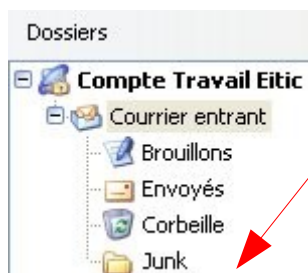 Dossiers
Compte Travail Eitic
Courrier entrant
Brouillons
Envoyés
Corbeille
Junk